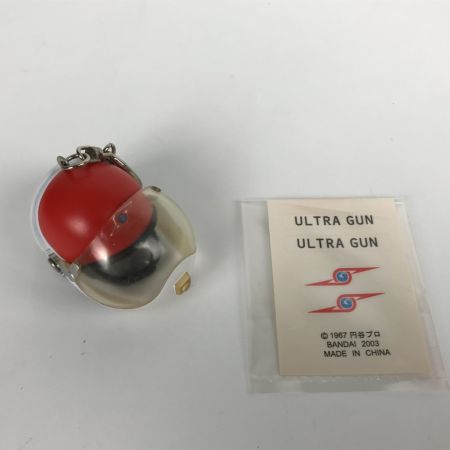 ULTRA GUN
ULTRA GUN
© 1967 円谷プロ
BANDAI 2003
MADE IN CHINA